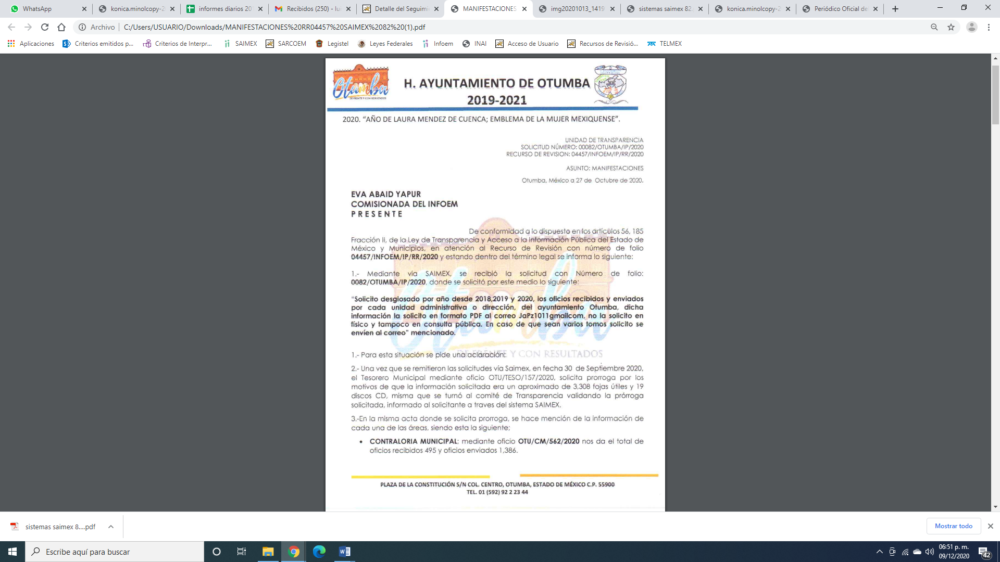 WhatsApp
konica.minolcopy-2
informes diarios 201
Recibidos (250) - lui
Detalle del Seguimi
MANIFESTACIONES
img20201013_1419
sistemas saimex 82.
konica.minolcopy-2
Periódico Oficial de
Archivo
C:/Users/USUARIO/Downloads/MANIFESTACIONES%20RR04457%20SAIMEX%2082%20(1).pdf
Aplicaciones
Criterios emitidos p...
Criterios de Interpr...
SAIMEX
SARCOEM
Legistel
Leyes Federales
Infoem
INAI
Acceso de Usuario
Recursos de Revisió...
TELMEX
Otumba
DE FRENTE Y CON RESULTADOS
H. AYUNTAMIENTO DE OTUMBA
2019-2021
2020. “AÑO DE LAURA MENDEZ DE CUENCA; EMBLEMA DE LA MUJER MEXIQUENSE”.
UNIDAD DE TRANSPARENCIA
SOLICITUD NÚMERO: 00082/OTUMBA/IP/2020
RECURSO DE REVISION: 04457/INFOEM/IP/RR/2020
ASUNTO: MANIFESTACIONES
Otumba, México a 27 de Octubre de 2020.
EVA ABAID YAPUR
COMISIONADA DEL INFOEM
P R E S E N T E
De conformidad a lo dispuesto en los artículos 56, 185
Fracción II, de la Ley de Transparencia y Acceso a la Información Pública del Estado de
México y Municipios, en atención al Recurso de Revisión con número de folio
04457/INFOEM/IP/RR/2020 y estando dentro del término legal se informa lo siguiente:
1.- Mediante vía SAIMEX, se recibió la solicitud con Número de folio:
0082/OTUMBA/IP/2020, donde se solicitó por este medio lo siguiente:
“Solicito desglosado por año desde 2018,2019 y 2020, los oficios recibidos y enviados
por cada unidad administrativa o dirección, del ayuntamiento Otumba, dicha
información la solicito en formato PDF al correo JaPz1011gmailcom, no la solicito en
físico y tampoco en consulta pública. En caso de que sean varios tomos solicito se
envíen al correo” mencionado.
Otumba
DE FRENTE Y CON RESULTADOS
1.- Para esta situación se pide una aclaración:
2.- Una vez que se remitieron las solicitudes vía Saimex, en fecha 30 de Septiembre 2020,
el Tesorero Municipal mediante oficio OTU/TESO/157/2020, solicita prorroga por los
motivos de que la información solicitada era un aproximado de 3,308 fojas útiles y 19
discos CD, misma que se turnó al comité de Transparencia validando la prórroga
solicitada, informado al solicitante a traves del sistema SAIMEX.
3.-En la misma acta donde se solicita prorroga, se hace mención de la información de
cada una de las áreas, siendo esta la siguiente;
• CONTRALORIA MUNICIPAL; mediante oficio OTU/CM/562/2020 nos da el total de
oficios recibidos 495 y oficios enviados 1,386.
PLAZA DE LA CONSTITUCIÓN S/N COL. CENTRO, OTUMBA, ESTADO DE MÉXICO C.P. 55900
TEL. 01 (592) 92 2 23 44
sistemas saimex 8....pdf
Mostrar todo
Escribe aquí para buscar
06:51 p. m.
09/12/2020
42